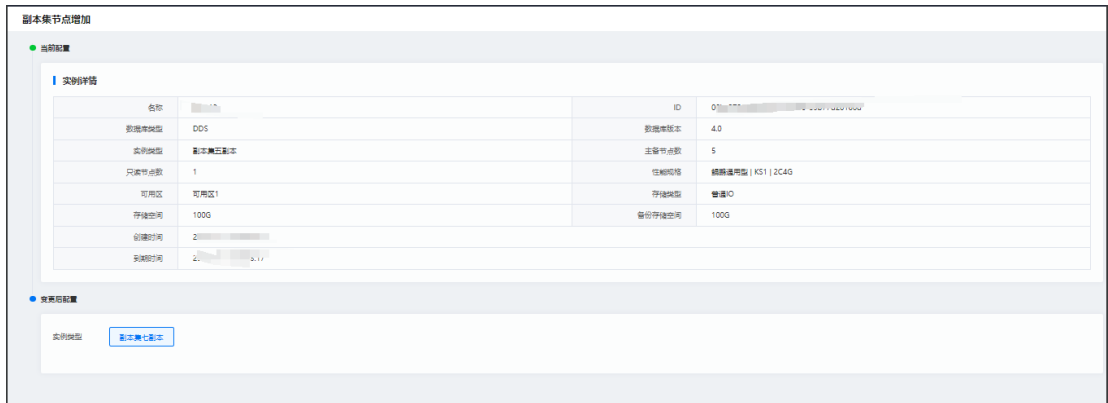 副本集节点增加
当前配置
实例详情
名称
ID
数据库类型 DDS 数据库版本 4.0
实例类型 副本集五副本 主备节点数 5
只读节点数 1 性能规格 鲲鹏通用型 | KS1 | 2C4G
可用区 可用区1 存储类型 普通IO
存储空间 100G 备份存储空间 100G
创建时间
到期时间
变更后配置
实例类型 副本集七副本